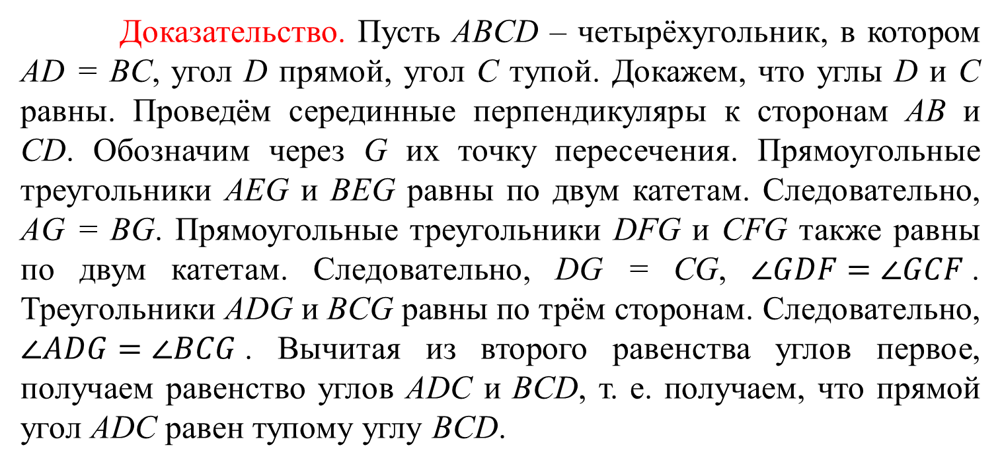 Доказательство. Пусть ABCD – четырёхугольник, в котором
AD = BC, угол D прямой, угол C тупой. Докажем, что углы D и C
равны. Проведём серединные перпендикуляры к сторонам AB и
CD. Обозначим через G их точку пересечения. Прямоугольные
треугольники AEG и BEG равны по двум катетам. Следовательно,
AG = BG. Прямоугольные треугольники DFG и CFG также равны
по двум катетам. Следовательно, DG = CG, ∠GDF = ∠GCF .
Треугольники ADG и BCG равны по трём сторонам. Следовательно,
∠ADG = ∠BCG . Вычитая из второго равенства углов первое,
получаем равенство углов ADC и BCD, т. е. получаем, что прямой
угол ADC равен тупому углу BCD.